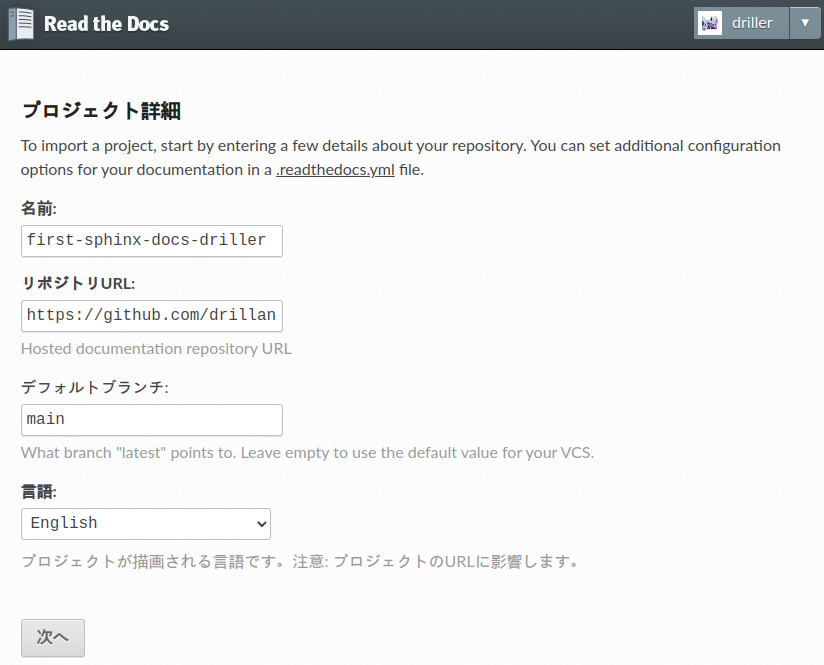 Read the Docs
driller ▼
プロジェクト詳細
To import a project, start by entering a few details about your repository. You can set additional configuration
options for your documentation in a .readthedocs.yml file.
名前:
first-sphinx-docs-driller
リポジトリURL:
https://github.com/drillan
Hosted documentation repository URL
デフォルトブランチ:
main
What branch "latest" points to. Leave empty to use the default value for your VCS.
言語:
English
プロジェクトが描画される言語です。注意: プロジェクトのURLに影響します。
次へ